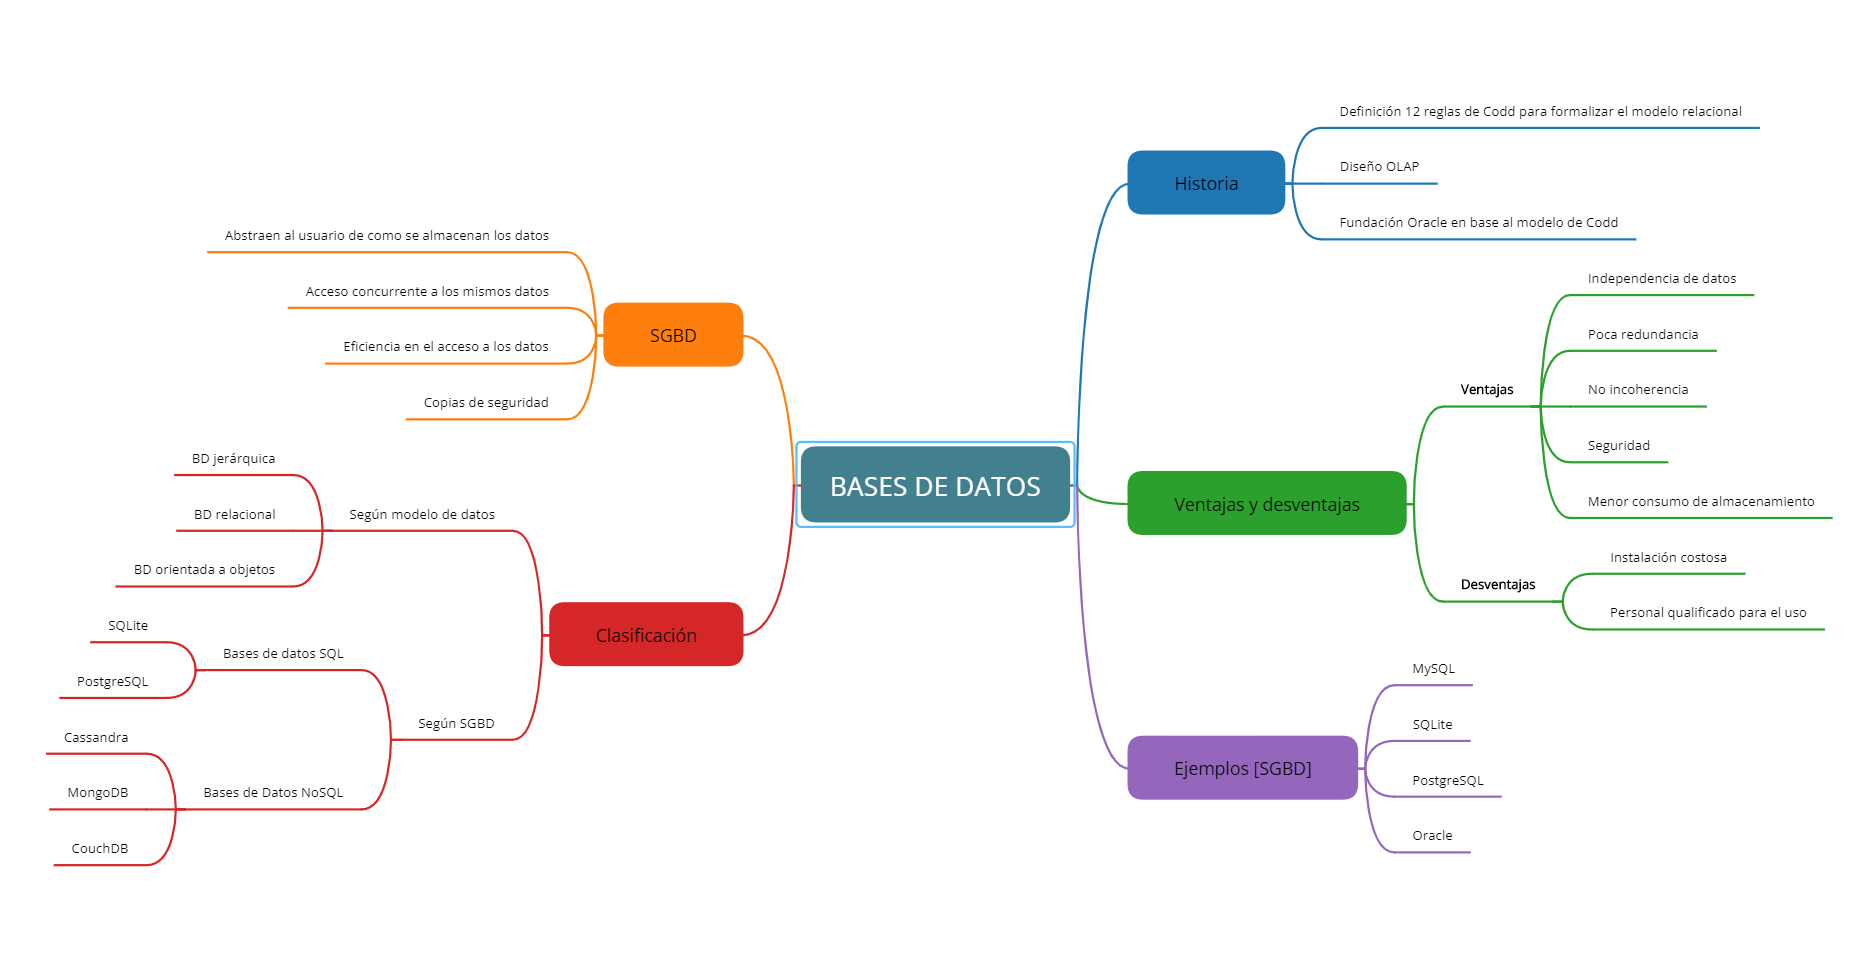 BASES DE DATOS
Historia
Definición 12 reglas de Codd para formalizar el modelo relacional
Diseño OLAP
Fundación Oracle en base al modelo de Codd
Ventajas y desventajas
Ventajas
Independencia de datos
Poca redundancia
No incoherencia
Seguridad
Menor consumo de almacenamiento
Desventajas
Instalación costosa
Personal qualificado para el uso
Ejemplos [SGBD]
MySQL
SQLite
PostgreSQL
Oracle
SGBD
Abstraen al usuario de como se almacenan los datos
Acceso concurrente a los mismos datos
Eficiencia en el acceso a los datos
Copias de seguridad
Clasificación
Según modelo de datos
BD jerárquica
BD relacional
BD orientada a objetos
Según SGBD
Bases de datos SQL
SQLite
PostgreSQL
Bases de Datos NoSQL
Cassandra
MongoDB
CouchDB